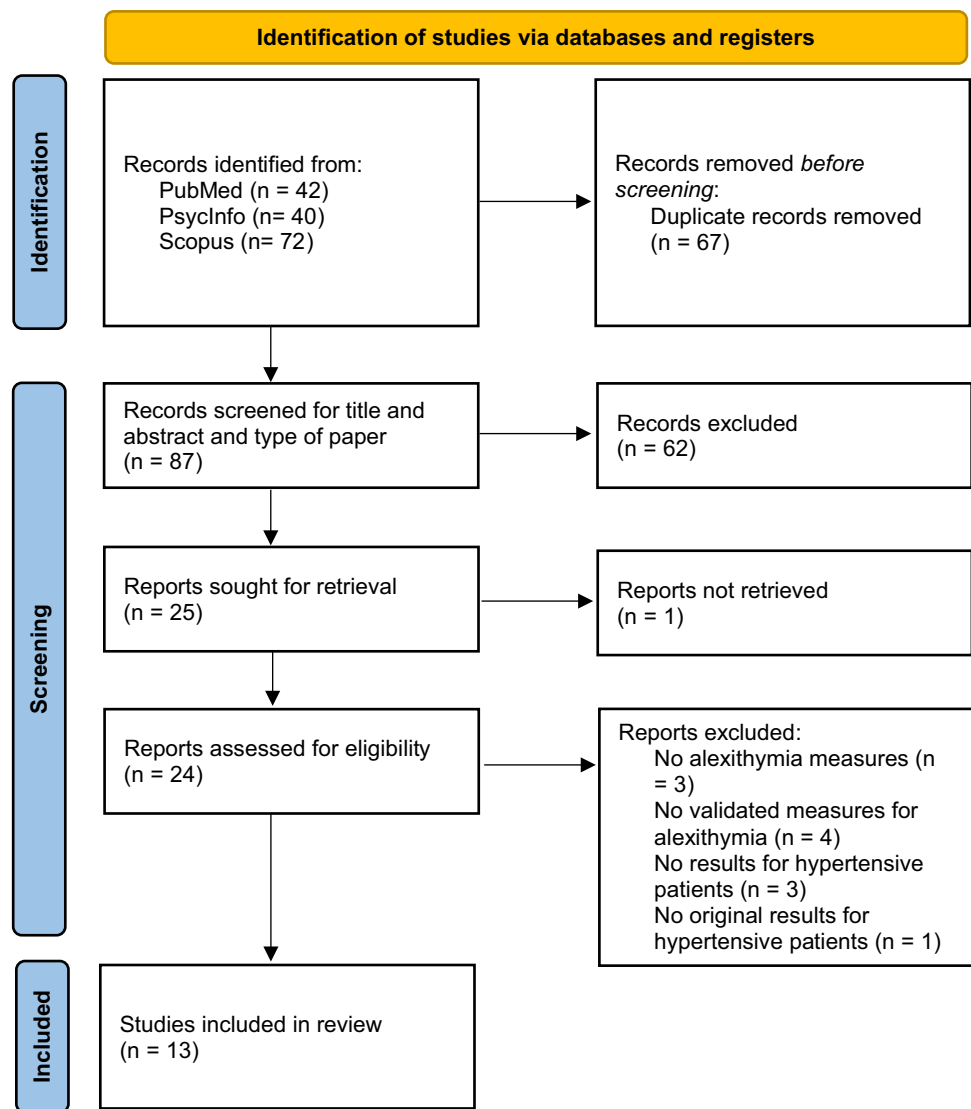 Identification of studies via databases and registers
Identification
Records identified from:
PubMed (n = 42)
PsycInfo (n= 40)
Scopus (n= 72)
Records removed before
screening:
Duplicate records removed
(n = 67)
Screening
Records screened for title and
abstract and type of paper
(n = 87)
Records excluded
(n = 62)
Reports sought for retrieval
(n = 25)
Reports not retrieved
(n = 1)
Reports assessed for eligibility
(n = 24)
Reports excluded:
No alexithymia measures (n
= 3)
No validated measures for
alexithymia (n = 4)
No results for hypertensive
patients (n = 3)
No original results for
hypertensive patients (n = 1)
Included
Studies included in review
(n = 13)